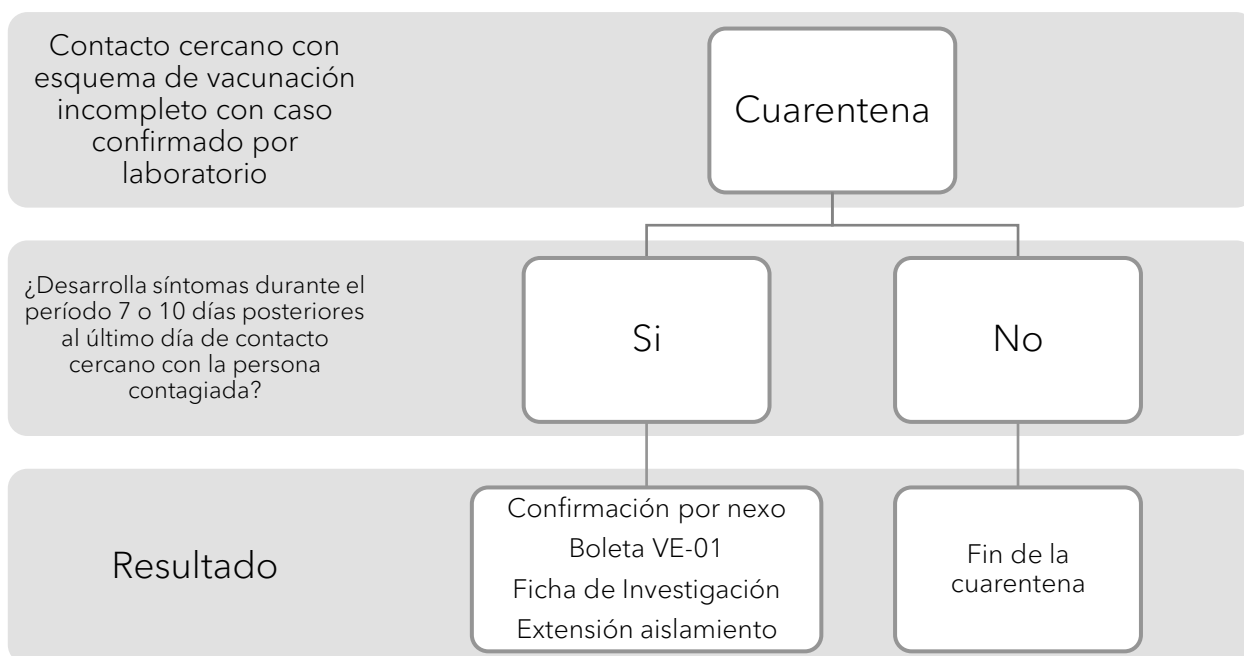 Contacto cercano con
esquema de vacunación
incompleto con caso
confirmado por
laboratorio
Cuarentena
¿Desarrolla síntomas durante el
período 7 o 10 días posteriores
al último día de contacto
cercano con la persona
contagiada?
Si
No
Resultado
Confirmación por nexo
Boleta VE-01
Ficha de Investigación
Extensión aislamiento
Fin de la
cuarentena